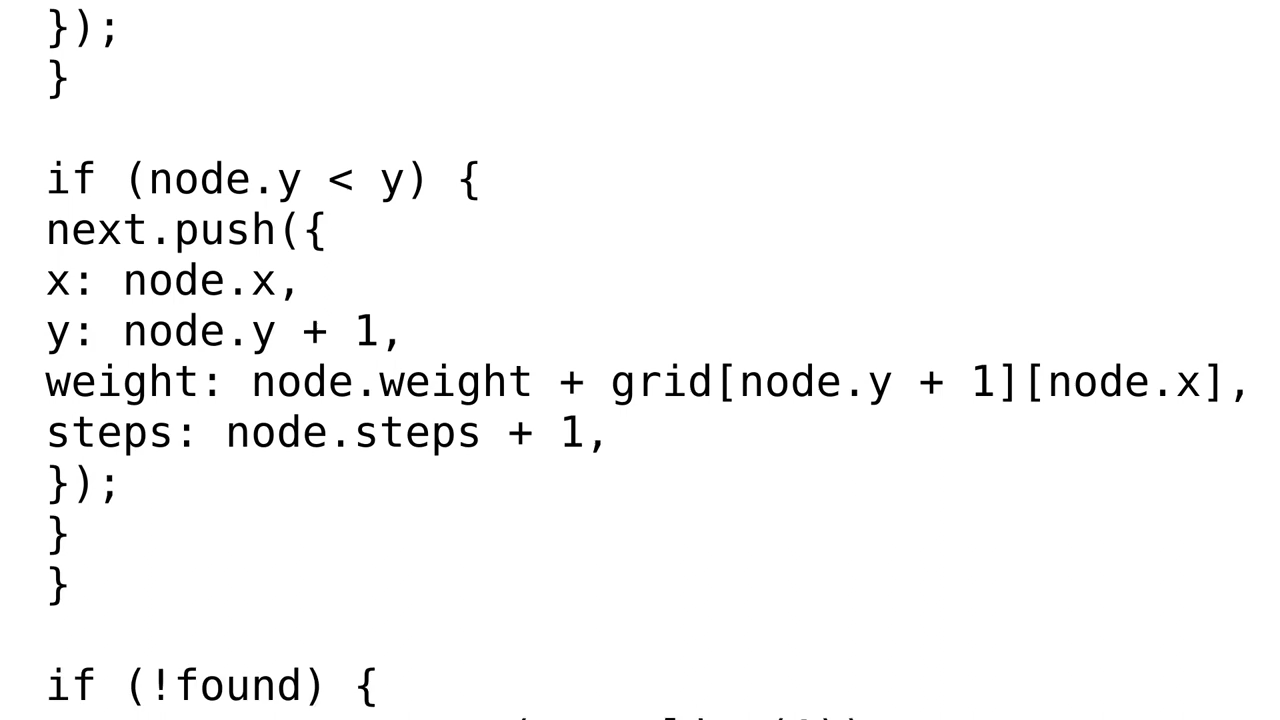 });
}

if (node.y < y) {
next.push({
x: node.x,
y: node.y + 1,
weight: node.weight + grid[node.y + 1][node.x],
steps: node.steps + 1,
});
}
}

if (!found) {